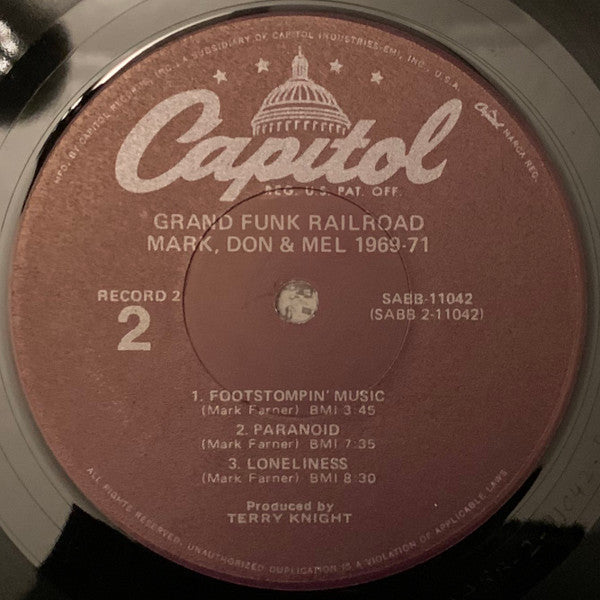 MFD. BY CAPITOL RECORDS, INC., A SUBSIDIARY OF CAPITOL INDUSTRIES-EMI, INC., U.S.A.
Capitol MARCA REG.
Capitol
REG. U.S. PAT. OFF.
GRAND FUNK RAILROAD
MARK, DON & MEL 1969-71
RECORD 2
2
SABB-11042
(SABB 2-11042)
1. FOOTSTOMPIN' MUSIC
(Mark Farner) BMI 3:45
2. PARANOID
(Mark Farner) BMI 7:35
3. LONELINESS
(Mark Farner) BMI 8:30
Produced by
TERRY KNIGHT
ALL RIGHTS RESERVED. UNAUTHORIZED DUPLICATION IS A VIOLATION OF APPLICABLE LAWS